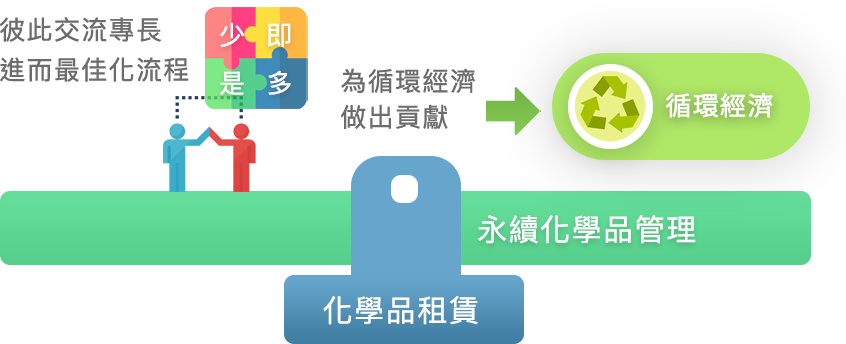 彼此交流專長
進而最佳化流程
少即
是多
為循環經濟
做出貢獻
循環經濟
永續化學品管理
化學品租賃